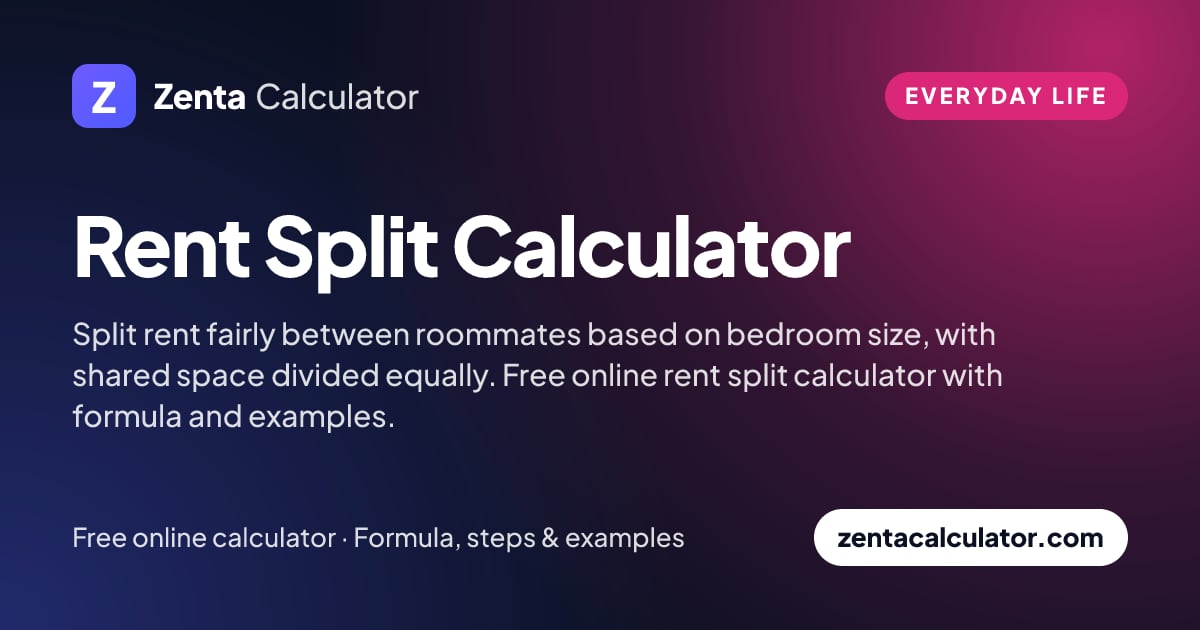 Z
Zenta Calculator
EVERYDAY LIFE
Rent Split Calculator
Split rent fairly between roommates based on bedroom size, with
shared space divided equally. Free online rent split calculator with
formula and examples.
Free online calculator · Formula, steps & examples
zentacalculator.com